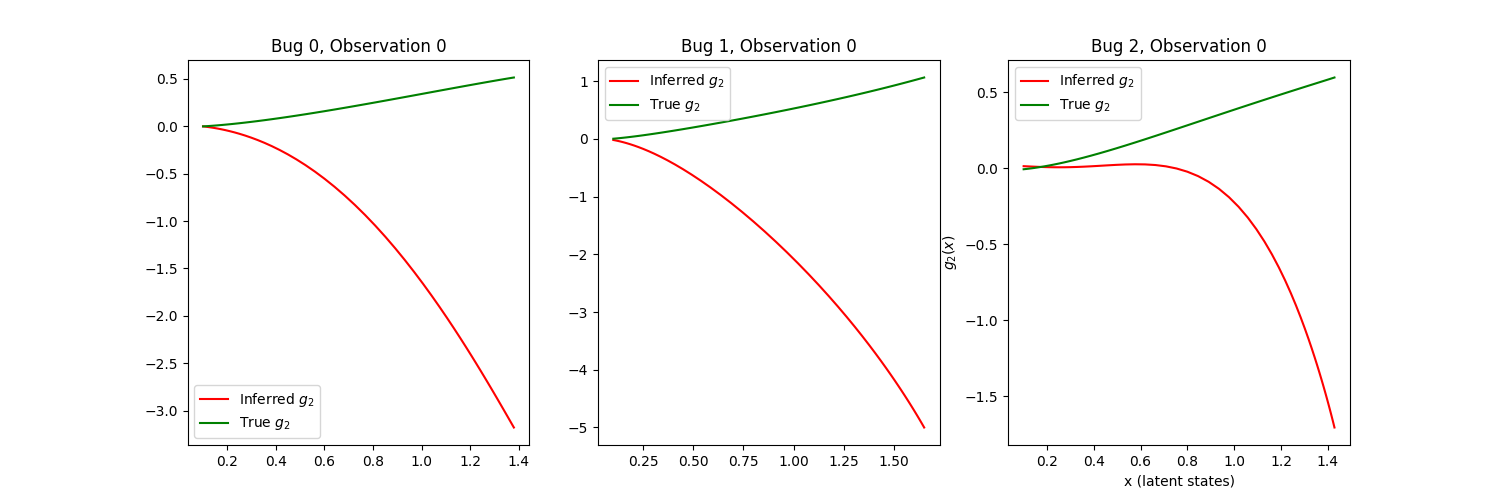 Bug 0, Observation 0
0.5
0.0
−0.5
−1.0
−1.5
−2.0
−2.5
−3.0
Inferred g₂
True g₂
0.2 0.4 0.6 0.8 1.0 1.2 1.4
Bug 1, Observation 0
Inferred g₂
True g₂
1
0
−1
−2
−3
−4
−5
0.25 0.50 0.75 1.00 1.25 1.50
Bug 2, Observation 0
Inferred g₂
True g₂
g₂(x)
0.5
0.0
−0.5
−1.0
−1.5
0.2 0.4 0.6 0.8 1.0 1.2 1.4
x (latent states)